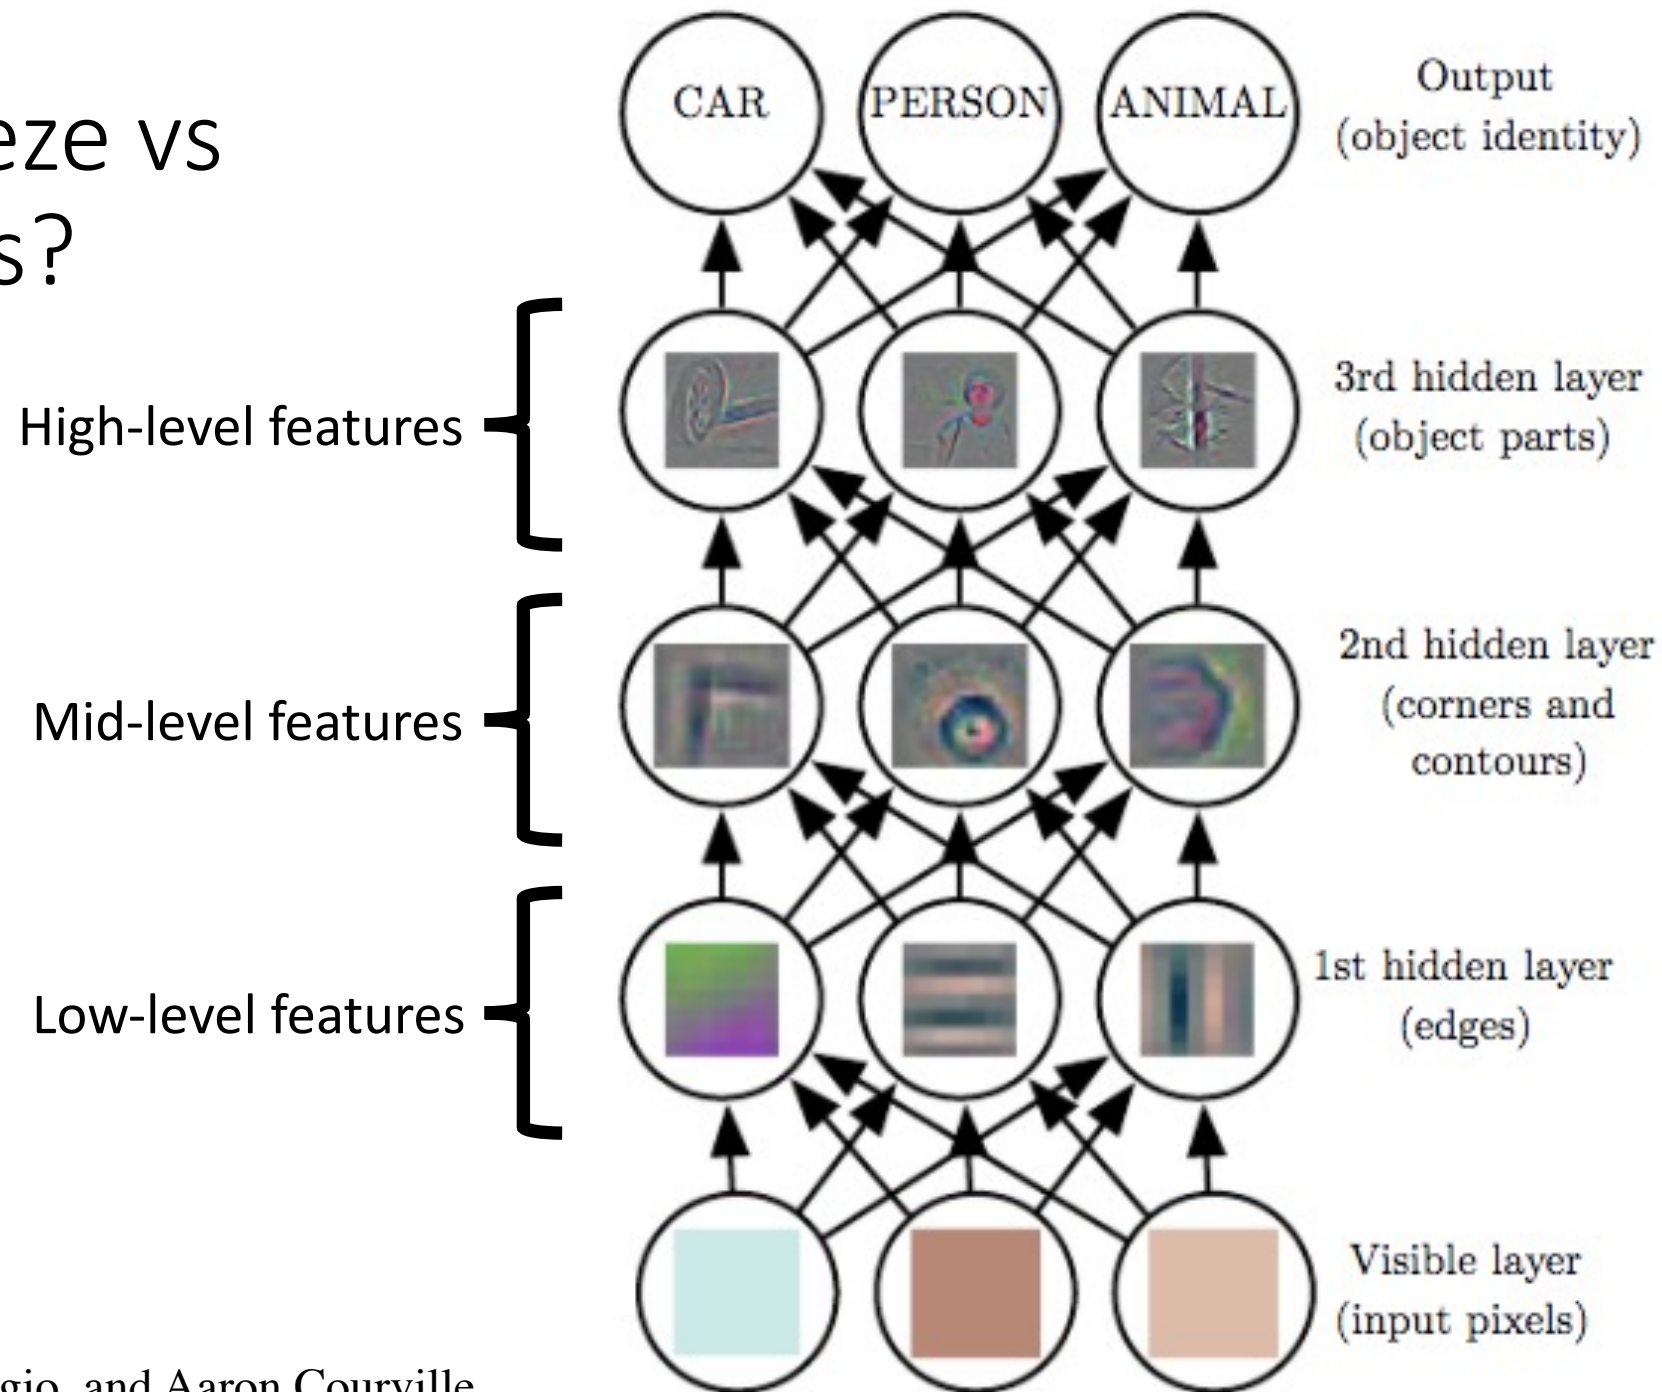 eze vs
s?
CAR
PERSON
ANIMAL
Output
(object identity)
High-level features
3rd hidden layer
(object parts)
Mid-level features
2nd hidden layer
(corners and
contours)
Low-level features
1st hidden layer
(edges)
Visible layer
(input pixels)
gio, and Aaron Courville